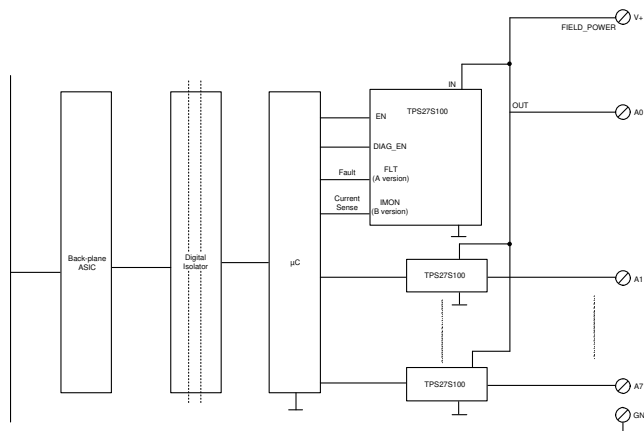 V+
FIELD_POWER
IN
TPS27S100
OUT
A0
EN
DIAG_EN
Fault
FLT
(A version)
Current
Sense
IMON
(B version)
Back-plane
ASIC
Digital
Isolator
µC
TPS27S100
A1
TPS27S100
A7
GN